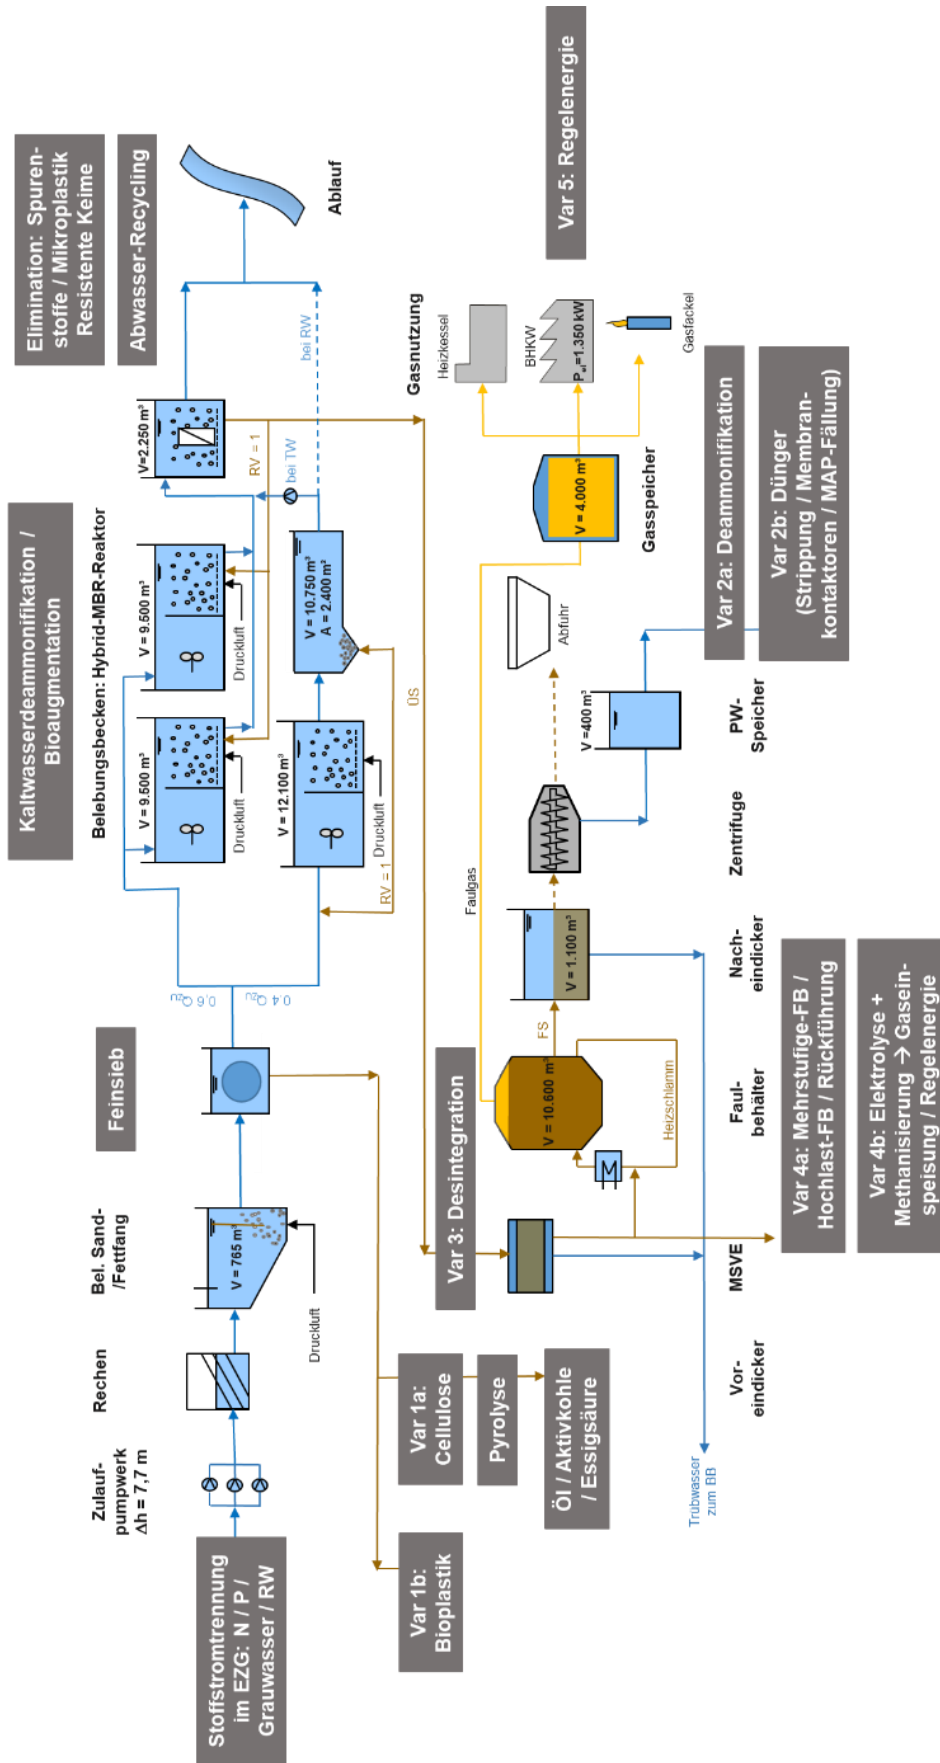 Stoffstromtrennung
im EZG: N / P /
Grauwasser / RW
Zulauf-
pumpwerk
Δh = 7,7 m
Rechen
Bel. Sand-
/Fettfang
V = 765 m³
Druckluft
Feinsieb
0,6 Qzu
0,4 Qzu
Kaltwasserdeammonifikation /
Bioaugmentation
Belebungsbecken: Hybrid-MBR-Reaktor
V = 9.500 m³
Druckluft
V = 9.600 m³
Druckluft
V=2.250 m³
RV = 1
V = 12.100 m³
Druckluft
RV = 1
V = 10.750 m³
A = 2.400 m²
bei TW
bei RW
ÜS
Elimination: Spuren-
stoffe / Mikroplastik
Resistente Keime
Abwasser-Recycling
Ablauf
Var 1b:
Bioplastik
Var 1a:
Cellulose
Pyrolyse
Öl / Aktivkohle
/ Essigsäure
Var 3: Desintegration
Faulgas
V = 10.600 m³
Heizschlamm
FS
V = 1.100 m³
V =400 m³
Abfuhr
V = 4.000 m³
Gasspeicher
Gasnutzung
Heizkessel
BHKW
Pel=1.350 kW
Gasfackel
Var 5: Regelenergie
Trübwasser
zum BB
Vor-
eindicker
MSVE
Faul-
behälter
Nach-
eindicker
Zentrifuge
PW-
Speicher
Var 4a: Mehrstufige-FB /
Hochlast-FB / Rückführung
Var 4b: Elektrolyse +
Methanisierung → Gasein-
speisung / Regelenergie
Var 2a: Deammonifikation
Var 2b: Dünger
(Strippung / Membran-
kontaktoren / MAP-Fällung)